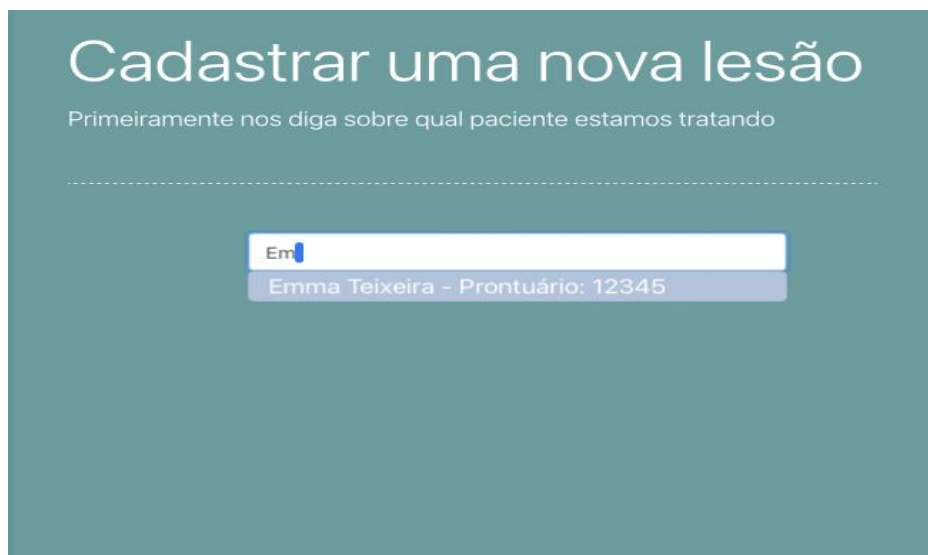 Cadastrar uma nova lesão
Primeiramente nos diga sobre qual paciente estamos tratando
Em
Emma Teixeira - Prontuário: 12345